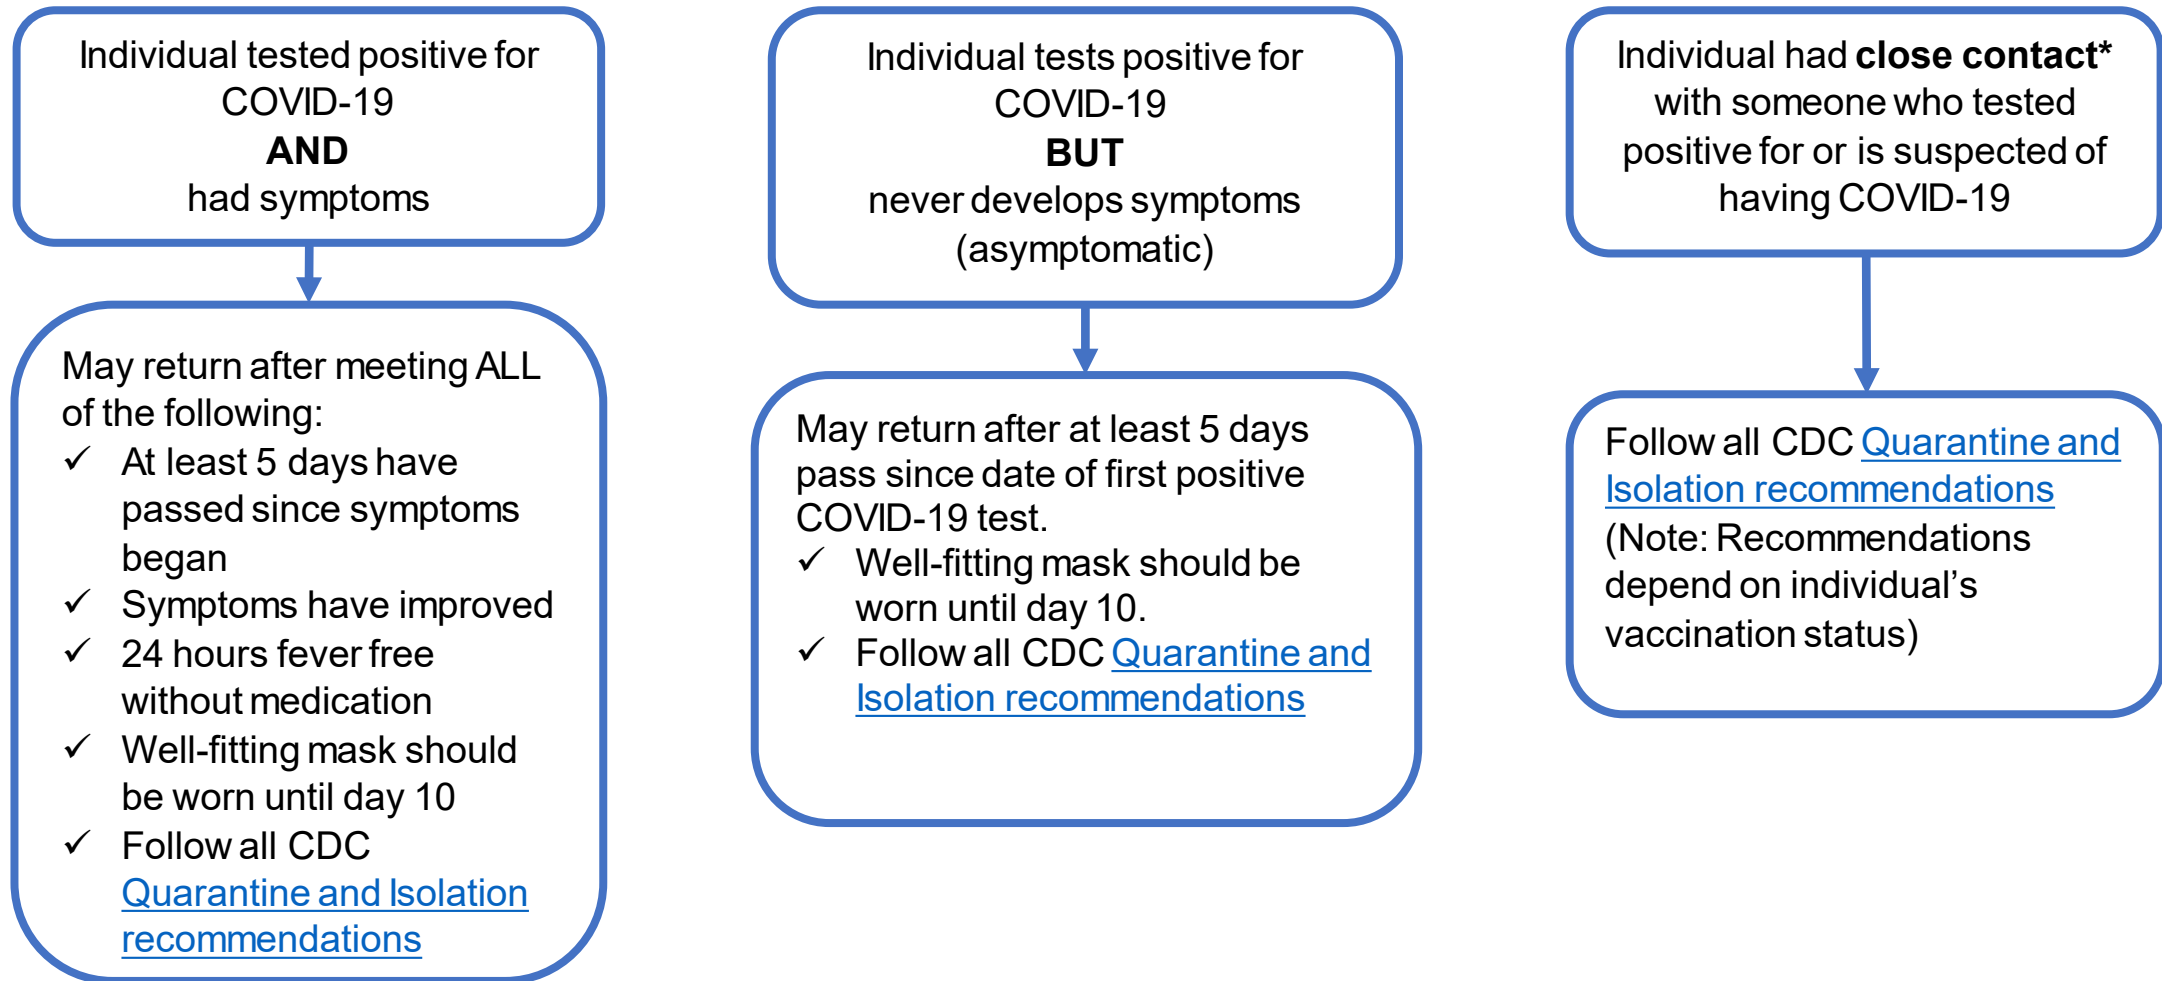 Individual tested positive for
COVID-19
AND
had symptoms
May return after meeting ALL
of the following:
✓ At least 5 days have
passed since symptoms
began
✓ Symptoms have improved
✓ 24 hours fever free
without medication
✓ Well-fitting mask should
be worn until day 10
✓ Follow all CDC
Quarantine and Isolation
recommendations
Individual tests positive for
COVID-19
BUT
never develops symptoms
(asymptomatic)
May return after at least 5 days
pass since date of first positive
COVID-19 test.
✓ Well-fitting mask should be
worn until day 10.
✓ Follow all CDC Quarantine and
Isolation recommendations
Individual had close contact*
with someone who tested
positive for or is suspected of
having COVID-19
Follow all CDC Quarantine and
Isolation recommendations
(Note: Recommendations
depend on individual’s
vaccination status)